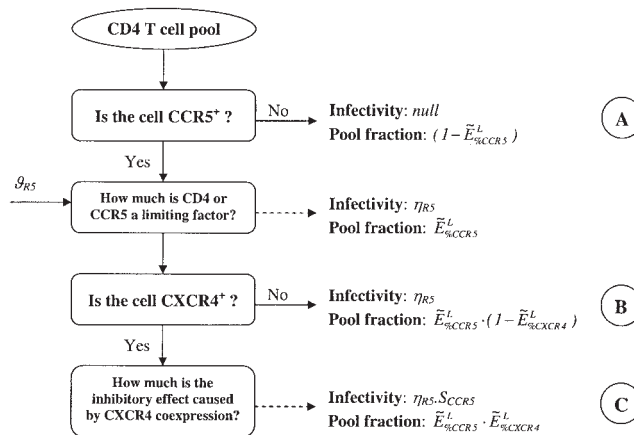 CD4 T cell pool
Is the cell CCR5⁺ ?
No
Infectivity: null
Pool fraction: (1 − Ẽ^L_%CCR5)
A
Yes
ϑ_R5
How much is CD4 or
CCR5 a limiting factor?
Infectivity: η_R5
Pool fraction: Ẽ^L_%CCR5
Is the cell CXCR4⁺ ?
No
Infectivity: η_R5
Pool fraction: Ẽ^L_%CCR5 · (1 − Ẽ^L_%CXCR4)
B
Yes
How much is the
inhibitory effect caused
by CXCR4 coexpression?
Infectivity: η_R5.S_CCR5
Pool fraction: Ẽ^L_%CCR5 · Ẽ^L_%CXCR4
C